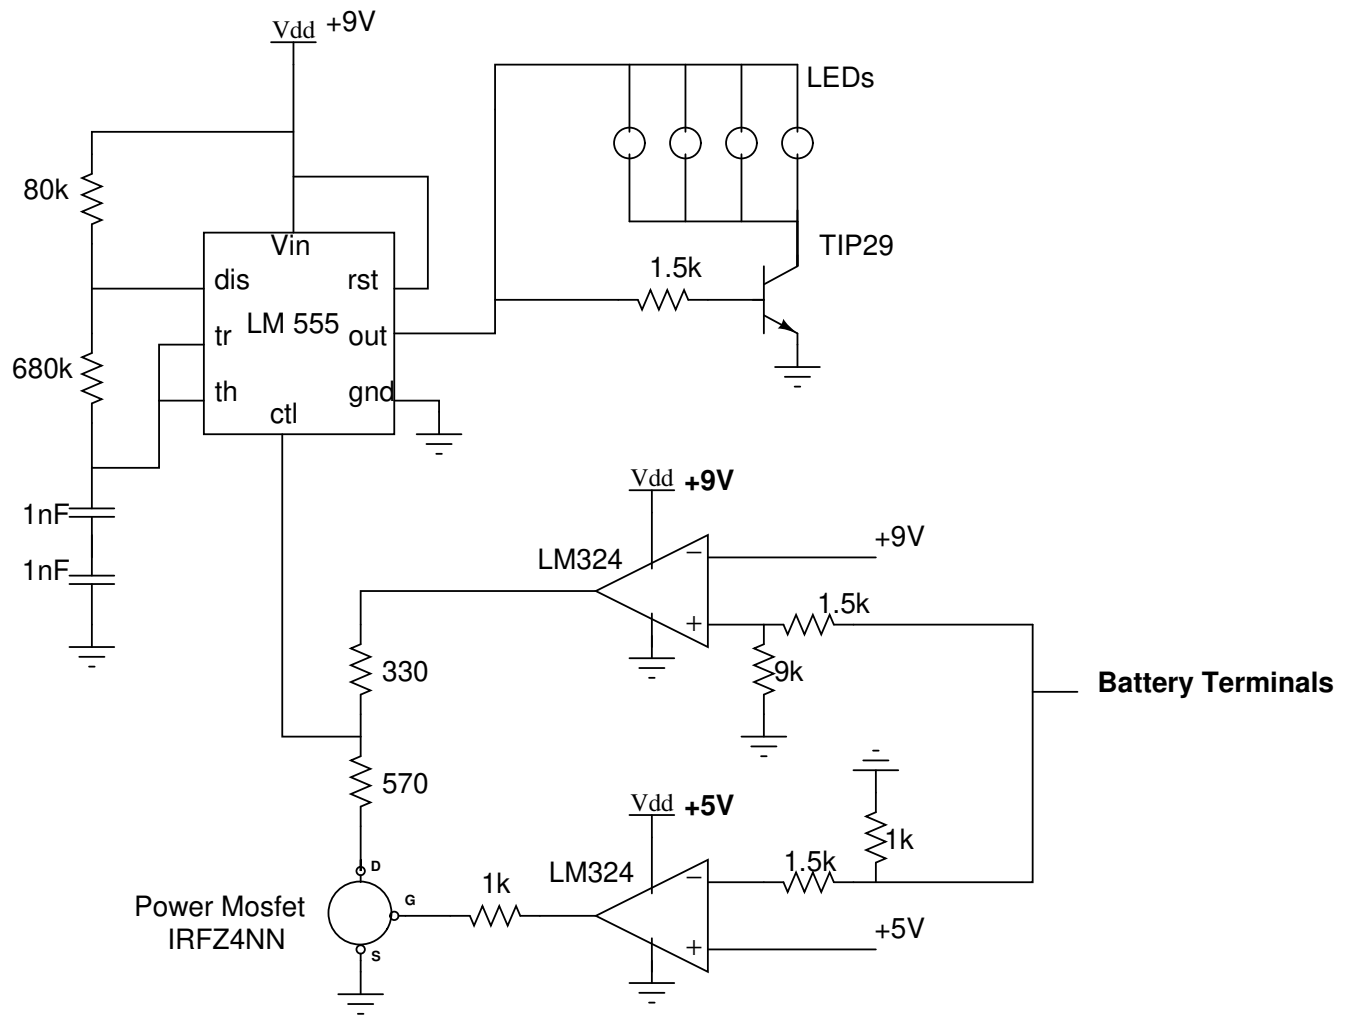 Vdd +9V
LEDs
80k
Vin
TIP29
1.5k
dis rst
LM 555
tr out
680k
th gnd
ctl
Vdd +9V
1nF
+9V
LM324
−
1nF
1.5k
+
330
9k
Battery Terminals
570
Vdd +5V
1k
1.5k
LM324
D
1k
−
G
Power Mosfet
IRFZ4NN
+5V
+
S